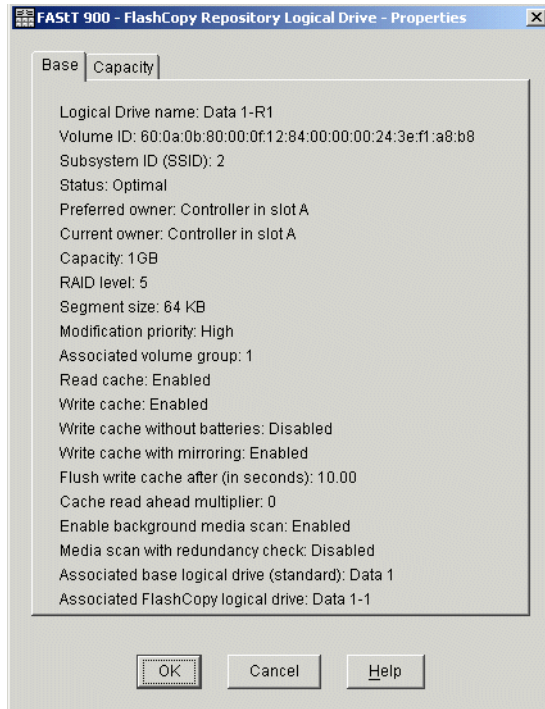 FAStT 900 - FlashCopy Repository Logical Drive - Properties
Base Capacity
Logical Drive name: Data 1-R1
Volume ID: 60:0a:0b:80:00:0f:12:84:00:00:00:24:3e:f1:a8:b8
Subsystem ID (SSID): 2
Status: Optimal
Preferred owner: Controller in slot A
Current owner: Controller in slot A
Capacity: 1GB
RAID level: 5
Segment size: 64 KB
Modification priority: High
Associated volume group: 1
Read cache: Enabled
Write cache: Enabled
Write cache without batteries: Disabled
Write cache with mirroring: Enabled
Flush write cache after (in seconds): 10.00
Cache read ahead multiplier: 0
Enable background media scan: Enabled
Media scan with redundancy check: Disabled
Associated base logical drive (standard): Data 1
Associated FlashCopy logical drive: Data 1-1
OK Cancel Help